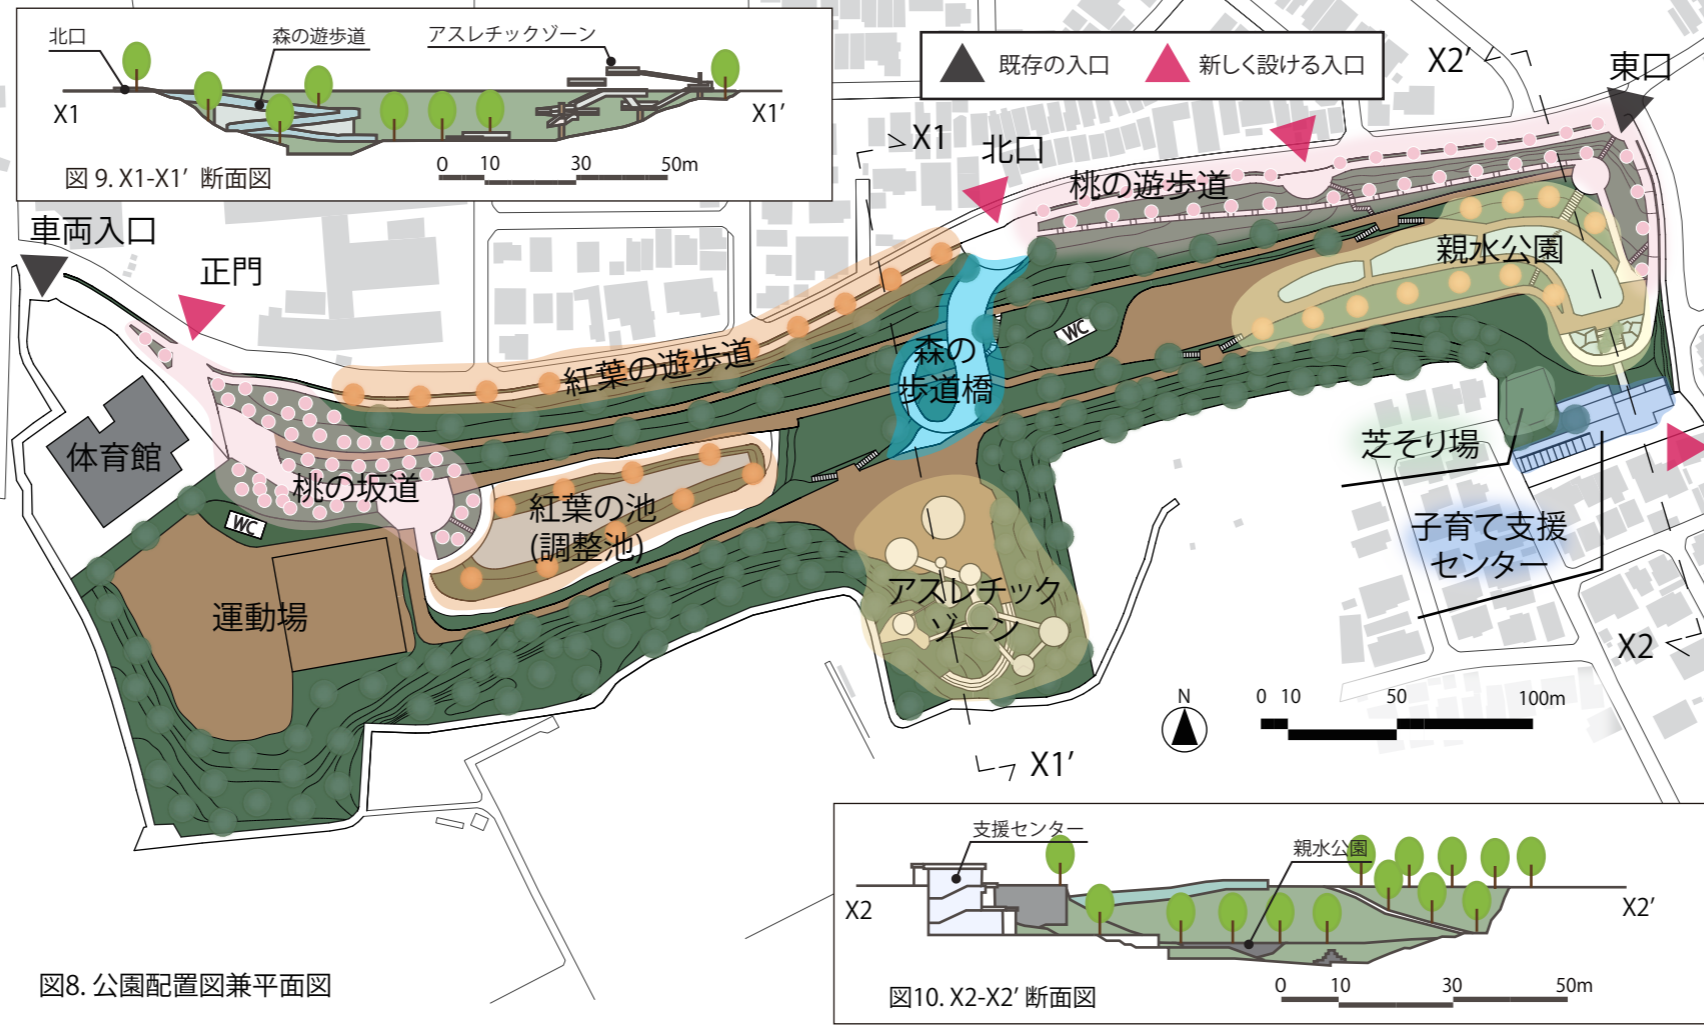 北口
森の遊歩道
アスレチックゾーン
X1
X1’
0 10 30 50m
図 9. X1-X1’ 断面図
既存の入口
新しく設ける入口
X2’
東口
X1
北口
桃の遊歩道
車両入口
正門
親水公園
WC
森の
歩道橋
紅葉の遊歩道
体育館
桃の坂道
WC
紅葉の池
(調整池)
芝そり場
子育て支援
センター
運動場
アスレチック
ゾーン
X2
N
0 10 50 100m
X1’
支援センター
親水公園
X2
X2’
0 10 30 50m
図10. X2-X2’ 断面図
図8. 公園配置図兼平面図